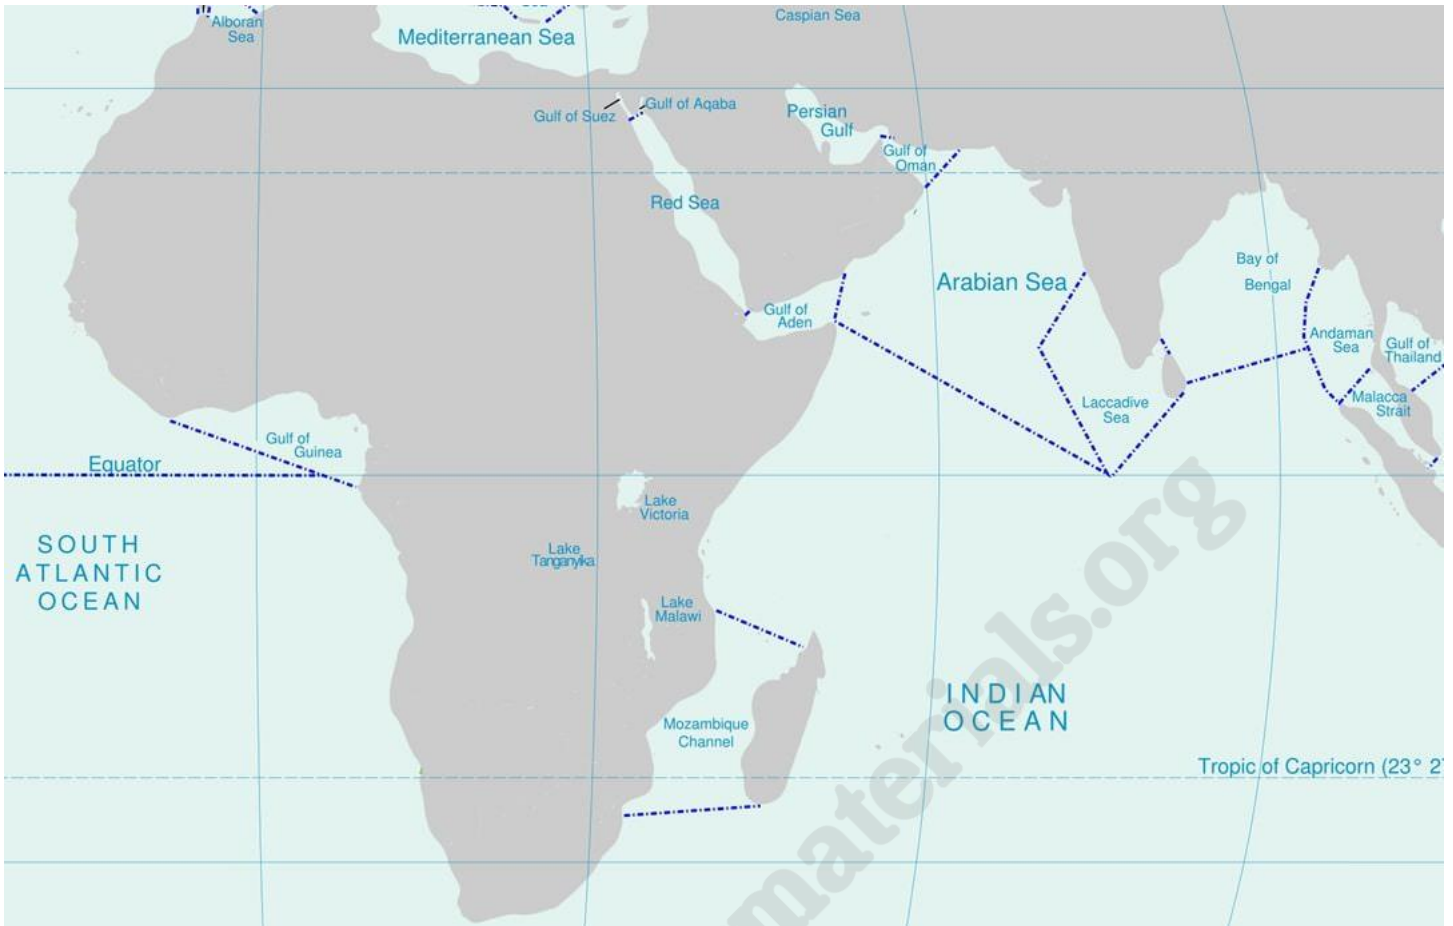 Alboran
Sea
Mediterranean Sea
Caspian Sea
Gulf of Suez
Gulf of Aqaba
Persian
Gulf
Gulf of
Oman
Red Sea
Arabian Sea
Bay of
Bengal
Gulf of
Aden
Andaman
Sea
Gulf of
Thailand
Malacca
Strait
Laccadive
Sea
Gulf of
Guinea
Equator
Lake
Victoria
SOUTH
ATLANTIC
OCEAN
Lake
Tanganyika
Lake
Malawi
INDIAN
OCEAN
Mozambique
Channel
Tropic of Capricorn (23° 27
materials.org